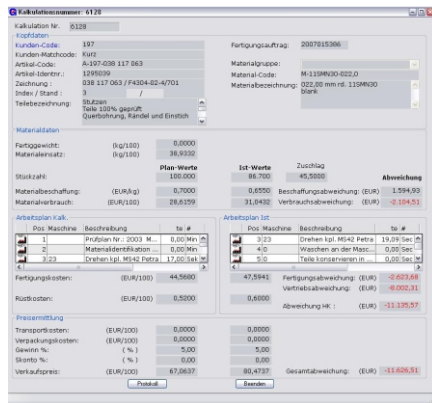 Kalkulationsnummer: 6128
Kalkulation Nr. 6128
Kopfdaten
Kunden-Code: 197 Fertigungsauftrag: 2007015386
Kunden-Matchcode: Kurz
Artikel-Code: A-197-038 117 063 Materialgruppe:
Artikel-Identnr.: 1295039 Material-Code: M-11SMN30-022,0
Zeichnung : 038 117 063 / F4304-02-4/701 Materialbezeichnung: 022,00 mm rd. 11SMN30
Index / Stand : 3 / blank
Teilebezeichnung: Stutzen
Teile 100% geprüft
Querbohrung, Rändel und Einstich
Materialdaten
Fertiggewicht: (kg/100) 0,0000
Materialeinsatz: (kg/100) 38,9332
Plan-Werte Ist-Werte Zuschlag
Stückzahl: 100.000 86.700 45,5000 Abweichung
Materialbeschaffung: (EUR/kg) 0,7000 0,6550 Beschaffungsabweichung: (EUR) 1.594,93
Materialverbrauch: (EUR/100) 28,6159 31,0432 Verbrauchsabweichung: (EUR) -2.104,51
Arbeitsplan Kalk. Arbeitsplan Ist
Pos Maschine Beschreibung te # Pos Maschine Beschreibung te #
1 Prüfplan Nr.: 2003 M... 0,00 Min 3 23 Drehen kpl. MS42 Petra 19,09 Sec
2 Materialidentifikation ... 0,00 Min 4 0 Waschen an der Masc... 0,00 Sec
3 23 Drehen kpl. MS42 Petra 17,00 Sek 5 0 Teile konservieren in ... 0,00 Sec
Fertigungskosten: (EUR/100) 44,5600 47,5941 Fertigungsabweichung: (EUR) -2.623,68
Vertriebsabweichung: (EUR) -8.002,31
Rüstkosten: (EUR/100) 0,5200 0,6000
Abweichung HK : (EUR) -11.135,57
Preisermittlung
Transportkosten: (EUR/100) 0,0000 0,0000
Verpackungskosten: (EUR/100) 0,0000 0,0000
Gewinn %: ( % ) 5,00 5,00
Skonto %: ( % ) 0,00 0,00
Verkaufspreis: (EUR/100) 67,0637 80,4737 Gesamtabweichung: (EUR) -11.626,51
Protokoll Beenden